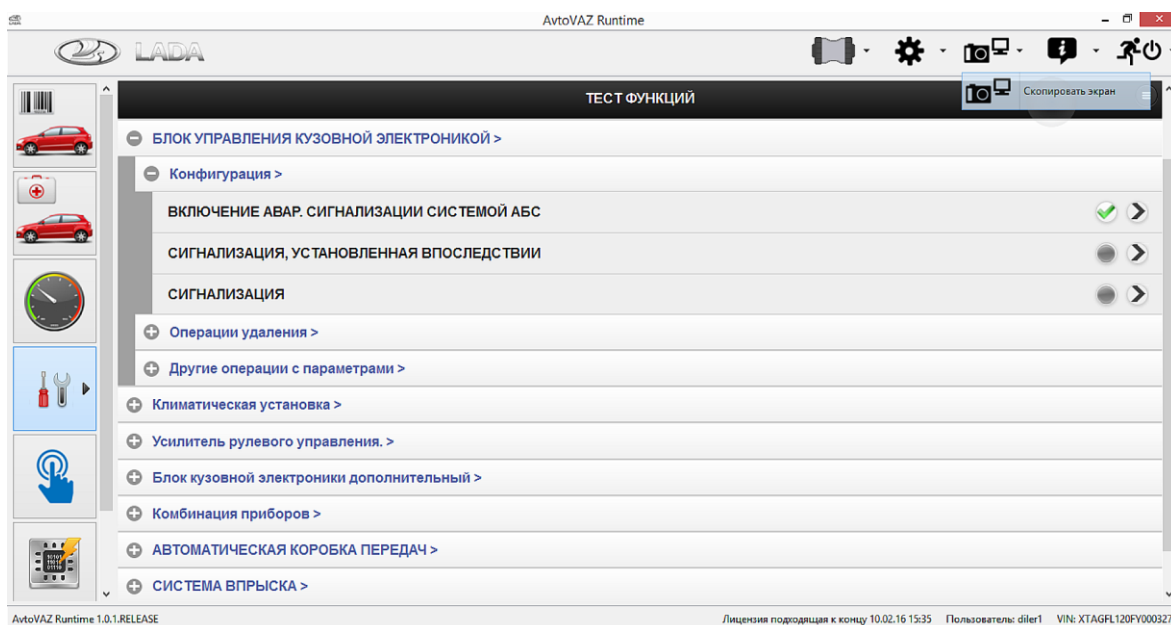 AvtoVAZ Runtime
LADA
ТЕСТ ФУНКЦИЙ
Скопировать экран
БЛОК УПРАВЛЕНИЯ КУЗОВНОЙ ЭЛЕКТРОНИКОЙ >
Конфигурация >
ВКЛЮЧЕНИЕ АВАР. СИГНАЛИЗАЦИИ СИСТЕМОЙ АБС
СИГНАЛИЗАЦИЯ, УСТАНОВЛЕННАЯ ВПОСЛЕДСТВИИ
СИГНАЛИЗАЦИЯ
Операции удаления >
Другие операции с параметрами >
Климатическая установка >
Усилитель рулевого управления. >
Блок кузовной электроники дополнительный >
Комбинация приборов >
АВТОМАТИЧЕСКАЯ КОРОБКА ПЕРЕДАЧ >
СИСТЕМА ВПРЫСКА >
AvtoVAZ Runtime 1.0.1.RELEASE Лицензия подходящая к концу 10.02.16 15:35 Пользователь: diler1 VIN: XTAGFL120FY000327